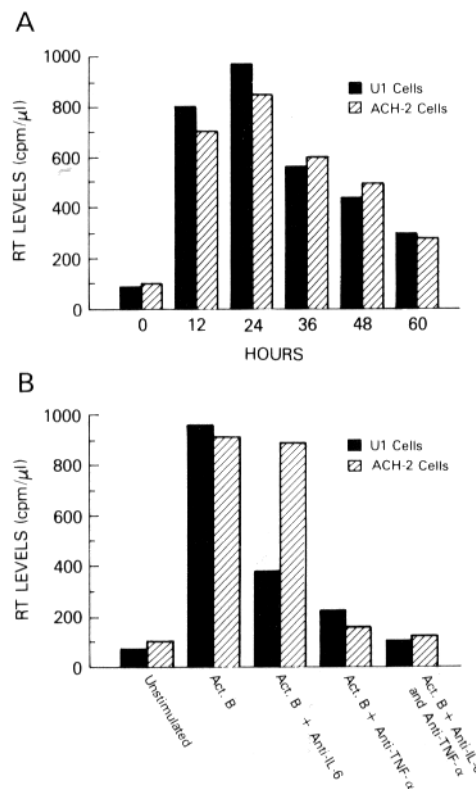 A
1000
800
600
400
200
0
RT LEVELS (cpm/μl)
U1 Cells
ACH-2 Cells
0 12 24 36 48 60
HOURS
B
1000
800
600
400
200
0
RT LEVELS (cpm/μl)
U1 Cells
ACH-2 Cells
Unstimulated
Act. B
Act. B + Anti-IL-6
Act. B + Anti-TNF-α
Act. B + Anti-IL-6
and Anti-TNF-α